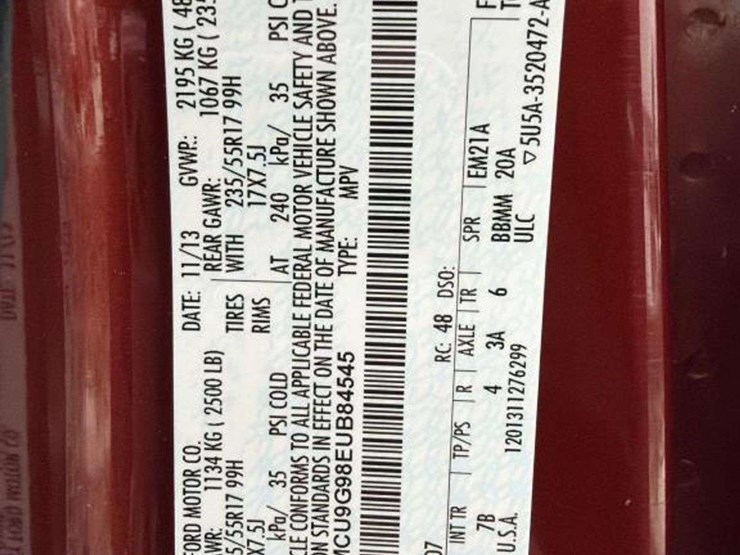 FORD MOTOR CO. DATE: 11/13 GVWR: 2195 KG ( 48
WR: 1134 KG ( 2500 LB) REAR GAWR: 1067 KG ( 235
5/55R17 99H TIRES WITH 235/55R17 99H
X7.5J RIMS 17X7.5J
kPa/ 35 PSI COLD AT 240 kPa/ 35 PSI C
CLE CONFORMS TO ALL APPLICABLE FEDERAL MOTOR VEHICLE SAFETY AND T
N STANDARDS IN EFFECT ON THE DATE OF MANUFACTURE SHOWN ABOVE.
MCU9G98EUB84545 TYPE: MPV
RC: 48 DSO:
07
INT TR TP/PS R AXLE TR SPR EM21A
7B 4 3A 6 BBMM 20A
U.S.A. 1201311276299 ULC ▽5U5A-3520472-A